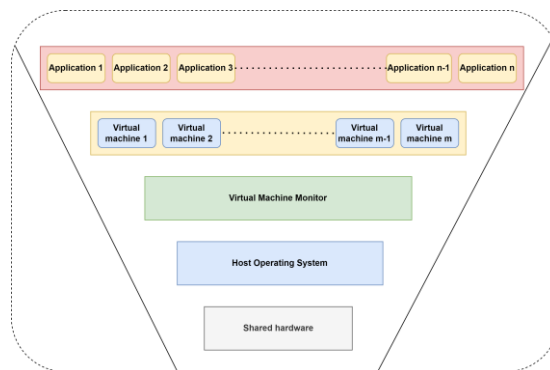 Application 1 Application 2 Application 3 Application n-1 Application n
Virtual machine 1 Virtual machine 2 Virtual machine m-1 Virtual machine m
Virtual Machine Monitor
Host Operating System
Shared hardware